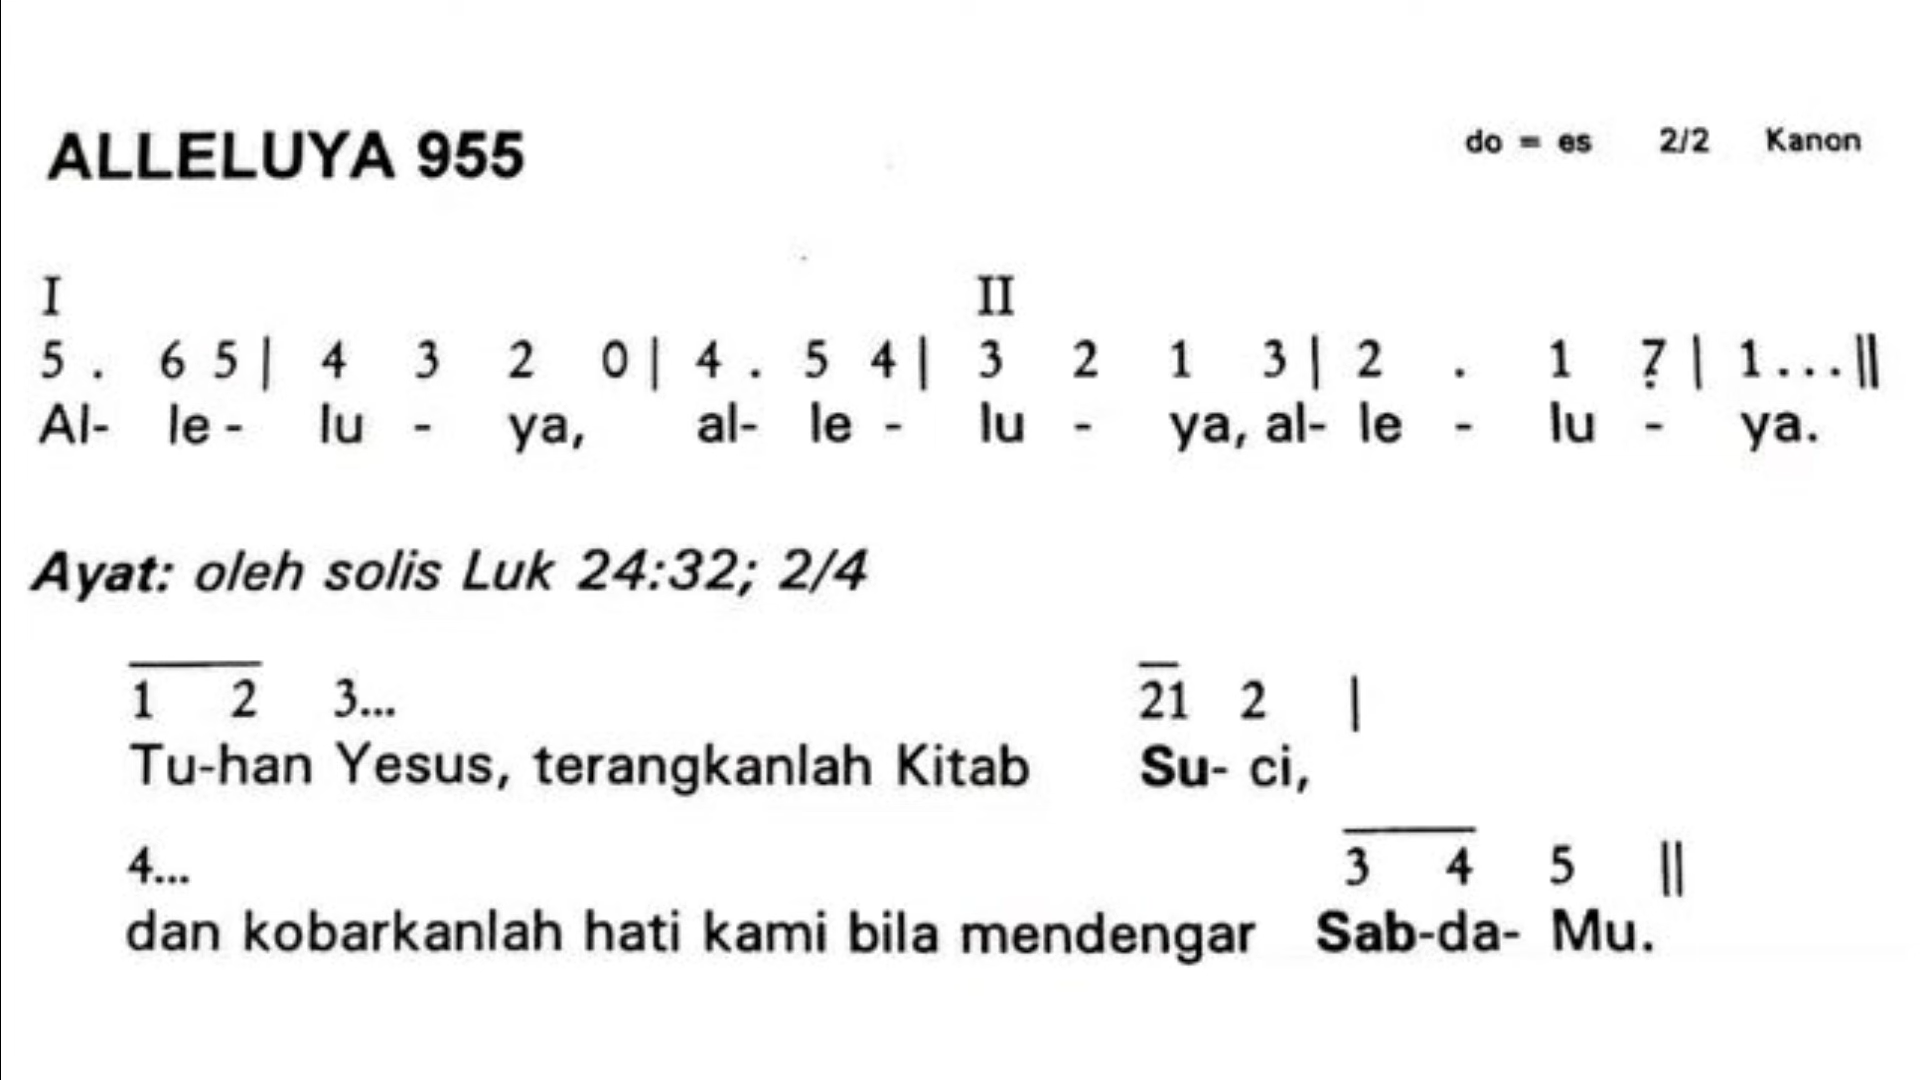 ALLELUYA 955 do = es 2/2 Kanon
I II
5 . 6 5 | 4 3 2 0 | 4 . 5 4 | 3 2 1 3 | 2 . 1 7̣ | 1... ||
Al- le - lu - ya, al- le - lu - ya, al- le - lu - ya.
Ayat: oleh solis Luk 24:32; 2/4
1 2 3... 21 2 |
Tu-han Yesus, terangkanlah Kitab Su- ci,
4... 3 4 5 ||
dan kobarkanlah hati kami bila mendengar Sab-da- Mu.